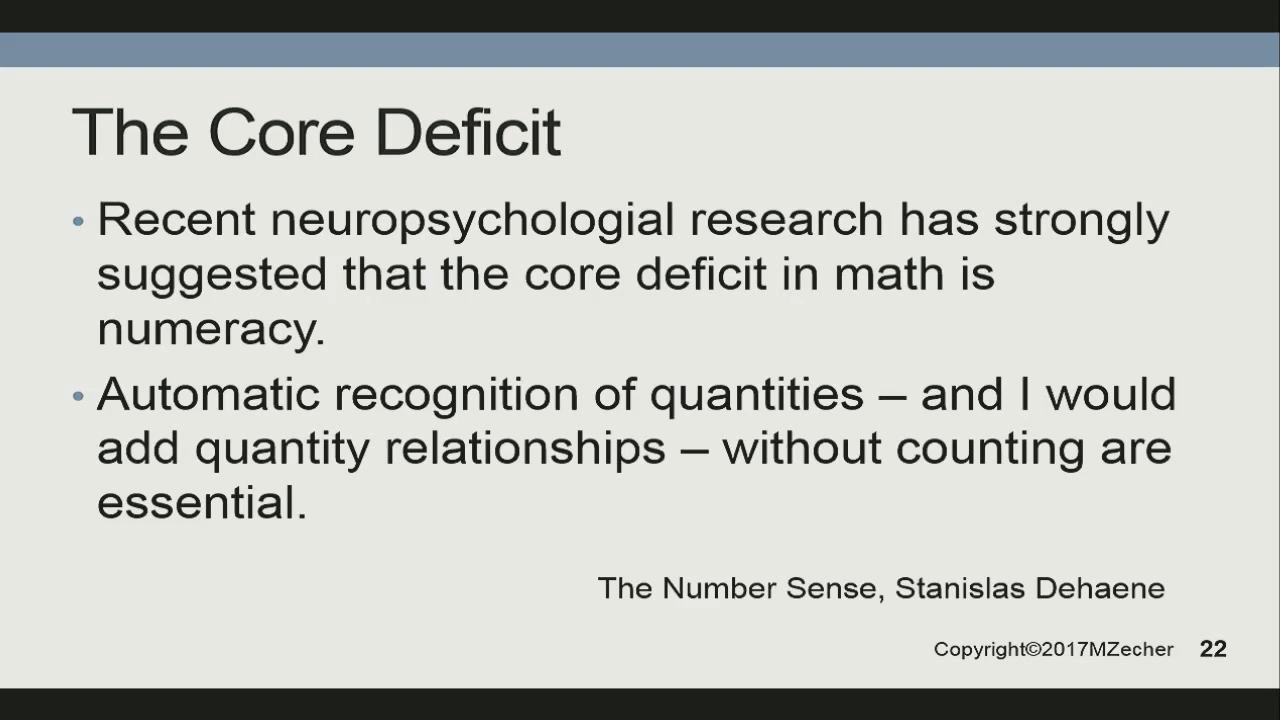 The Core Deficit
• Recent neuropsychologial research has strongly
suggested that the core deficit in math is
numeracy.
• Automatic recognition of quantities – and I would
add quantity relationships – without counting are
essential.
The Number Sense, Stanislas Dehaene
Copyright©2017MZecher 22